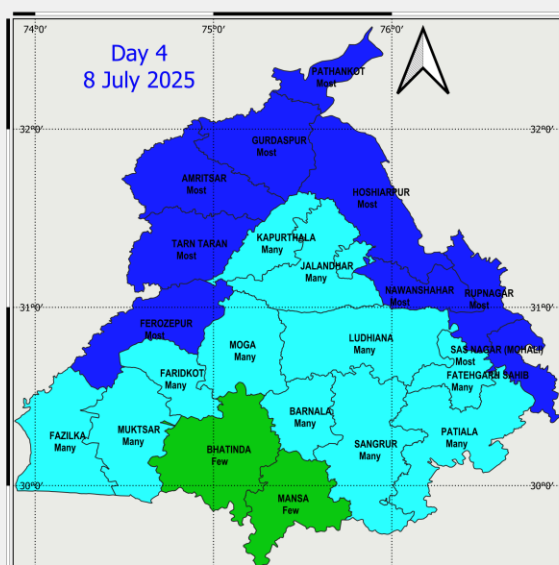 74°0'
75°0'
76°0'
Day 4
8 July 2025
PATHANKOT
Most
32°0'
32°0'
GURDASPUR
Most
AMRITSAR
Most
HOSHIARPUR
Most
KAPURTHALA
Many
TARN TARAN
Most
JALANDHAR
Many
NAWANSHAHAR
Most
RUPNAGAR
Most
31°0'
31°0'
FEROZEPUR
Most
MOGA
Many
LUDHIANA
Many
SAS NAGAR (MOHALI)
Most
FARIDKOT
Many
FATEHGARH SAHIB
Many
BARNALA
Many
MUKTSAR
Many
FAZILKA
Many
PATIALA
Many
SANGRUR
Many
BHATINDA
Few
30°0'
30°0'
MANSA
Few